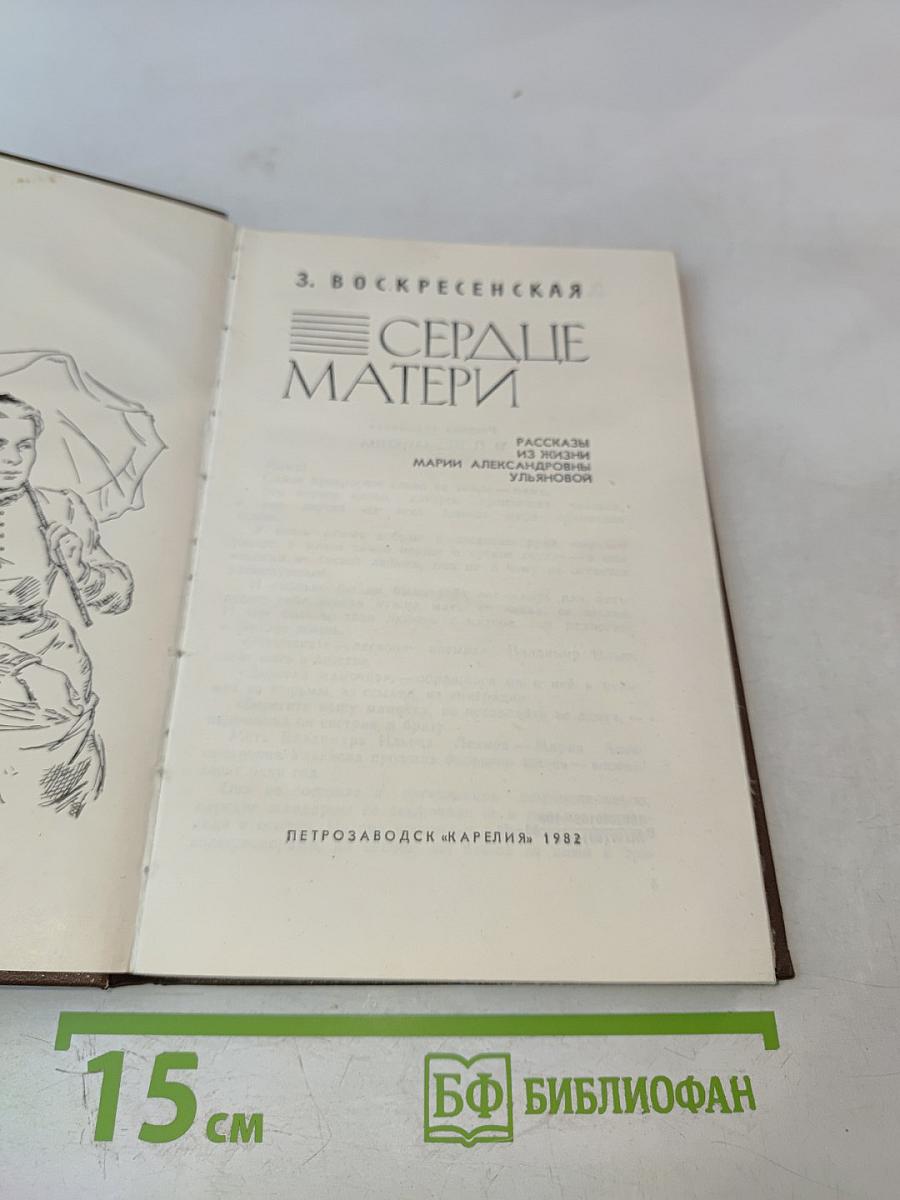 З. ВОСКРЕСЕНСКАЯ
СЕРДЦЕ
МАТЕРИ
РАССКАЗЫ
ИЗ ЖИЗНИ
МАРИИ АЛЕКСАНДРОВНЫ
УЛЬЯНОВОЙ
ПЕТРОЗАВОДСК «КАРЕЛИЯ» 1982
15 см
БФ БИБЛИОФАН